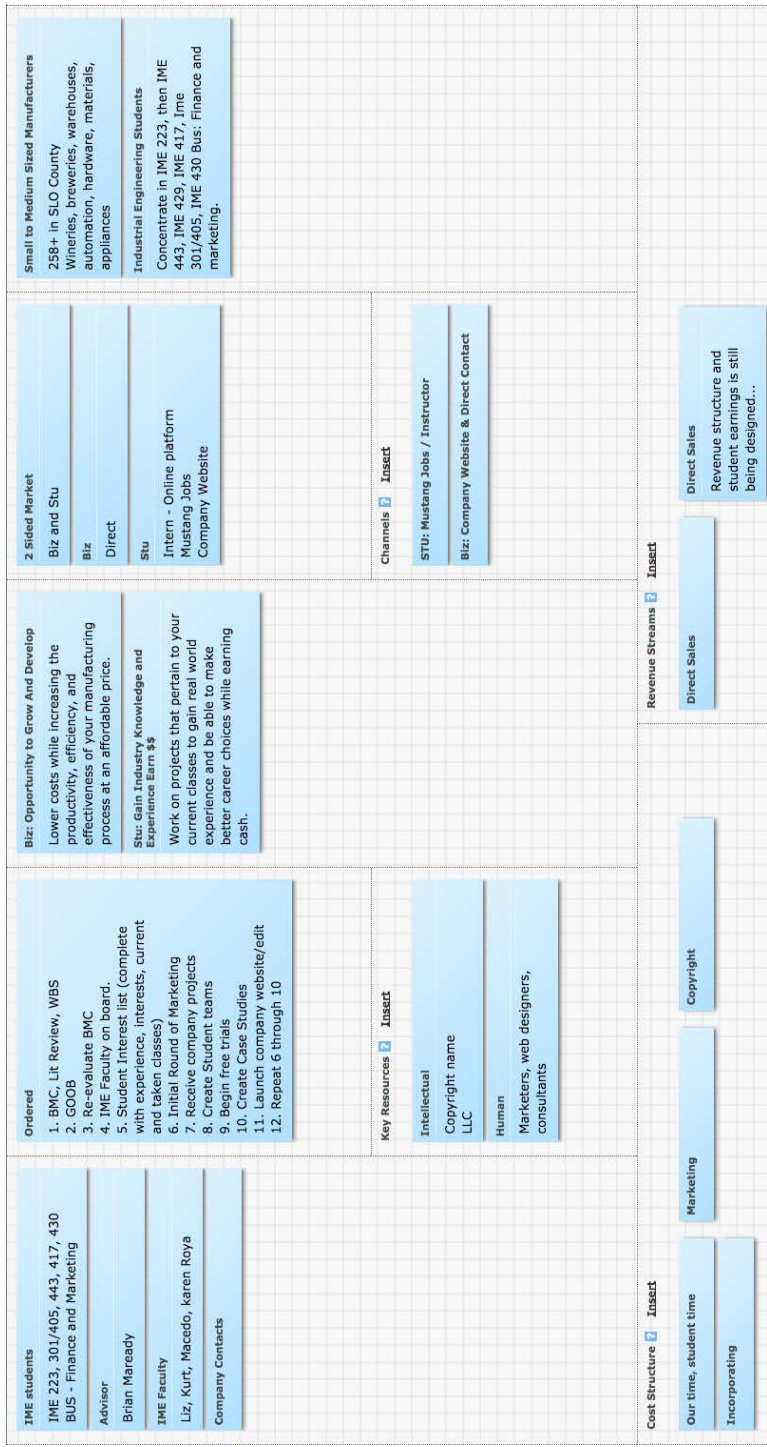 IME students
IME 223, 301/405, 443, 417, 430
BUS - Finance and Marketing
Advisor
Brian Maready
IME Faculty
Liz, Kurt, Macedo, karen Roya
Company Contacts
Ordered
1. BMC, Lit Review, WBS
2. GOOB
3. Re-evaluate BMC
4. IME Faculty on board.
5. Student Interest list (complete
with experience, interests, current
and taken classes)
6. Initial Round of Marketing
7. Receive company projects
8. Create Student teams
9. Begin free trials
10. Create Case Studies
11. Launch company website/edit
12. Repeat 6 through 10
Key Resources ? Insert
Intellectual
Copyright name
LLC
Human
Marketers, web designers,
consultants
Biz: Opportunity to Grow And Develop
Lower costs while increasing the
productivity, efficiency, and
effectiveness of your manufacturing
process at an affordable price.
Stu: Gain Industry Knowledge and
Experience Earn $$
Work on projects that pertain to your
current classes to gain real world
experience and be able to make
better career choices while earning
cash.
2 Sided Market
Biz and Stu
Biz
Direct
Stu
Intern - Online platform
Mustang Jobs
Company Website
Channels ? Insert
STU: Mustang Jobs / Instructor
Biz: Company Website & Direct Contact
Small to Medium Sized Manufacturers
258+ in SLO County
Wineries, breweries, warehouses,
automation, hardware, materials,
appliances
Industrial Engineering Students
Concentrate in IME 223, then IME
443, IME 429, IME 417, Ime
301/405, IME 430 Bus: Finance and
marketing.
Cost Structure ? Insert
Our time, student time
Marketing
Copyright
Incorporating
Revenue Streams ? Insert
Direct Sales
Direct Sales
Revenue structure and
student earnings is still
being designed...